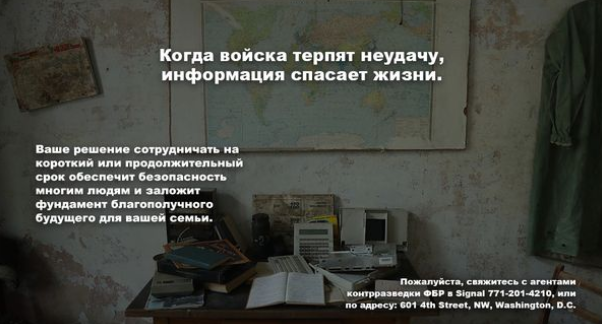 Когда войска терпят неудачу,
информация спасает жизни.
Ваше решение сотрудничать на
короткий или продолжительный
срок обеспечит безопасность
многим людям и заложит
фундамент благополучного
будущего для вашей семьи.
Пожалуйста, свяжитесь с агентами
контрразведки ФБР в Signal 771-201-4210, или
по адресу: 601 4th Street, NW, Washington, D.C.